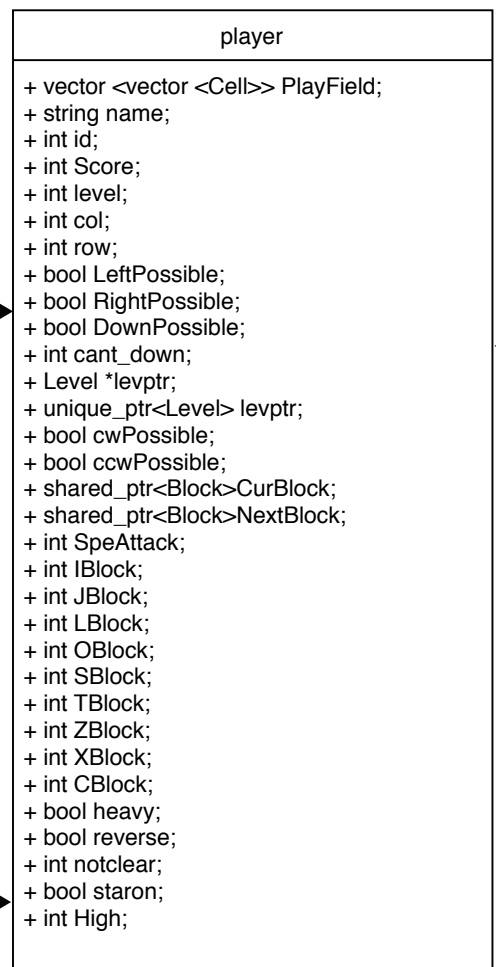 player
+ vector <vector <Cell>> PlayField;
+ string name;
+ int id;
+ int Score;
+ int level;
+ int col;
+ int row;
+ bool LeftPossible;
+ bool RightPossible;
+ bool DownPossible;
+ int cant_down;
+ Level *levptr;
+ unique_ptr<Level> levptr;
+ bool cwPossible;
+ bool ccwPossible;
+ shared_ptr<Block>CurBlock;
+ shared_ptr<Block>NextBlock;
+ int SpeAttack;
+ int IBlock;
+ int JBlock;
+ int LBlock;
+ int OBlock;
+ int SBlock;
+ int TBlock;
+ int ZBlock;
+ int XBlock;
+ int CBlock;
+ bool heavy;
+ bool reverse;
+ int notclear;
+ bool staron;
+ int High;